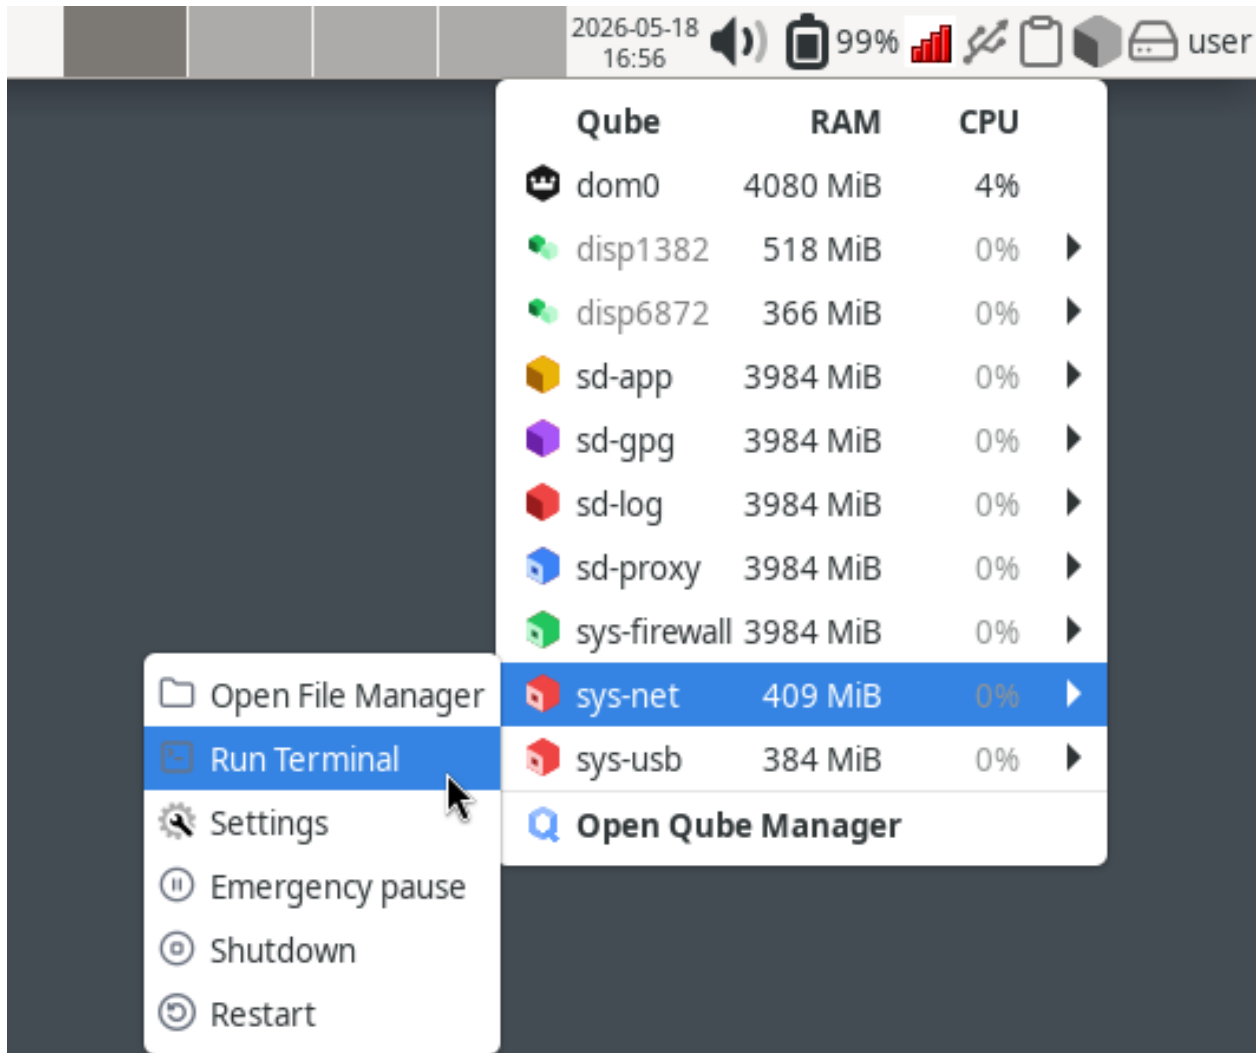 2026-05-18
16:56
99%
user
Qube RAM CPU
dom0 4080 MiB 4%
disp1382 518 MiB 0%
disp6872 366 MiB 0%
sd-app 3984 MiB 0%
sd-gpg 3984 MiB 0%
sd-log 3984 MiB 0%
sd-proxy 3984 MiB 0%
sys-firewall 3984 MiB 0%
sys-net 409 MiB 0%
sys-usb 384 MiB 0%
Open Qube Manager
Open File Manager
Run Terminal
Settings
Emergency pause
Shutdown
Restart